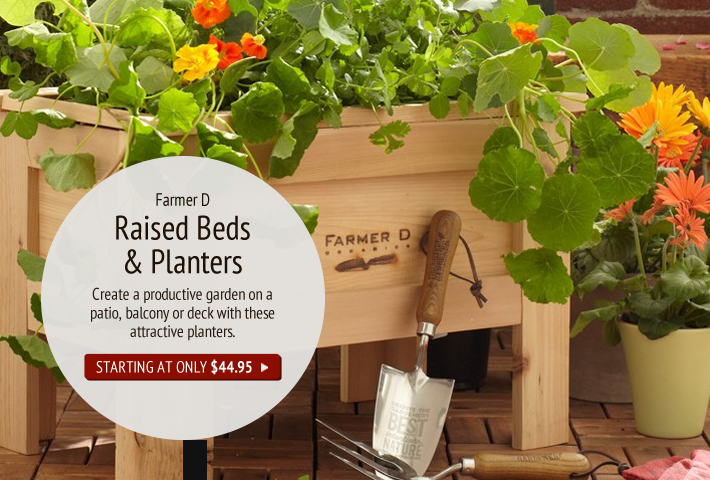 Farmer D
Raised Beds
& Planters
Create a productive garden on a
patio, balcony or deck with these
attractive planters.
STARTING AT ONLY $44.95
FARMER D
ORGANICS
BEST
NATURE